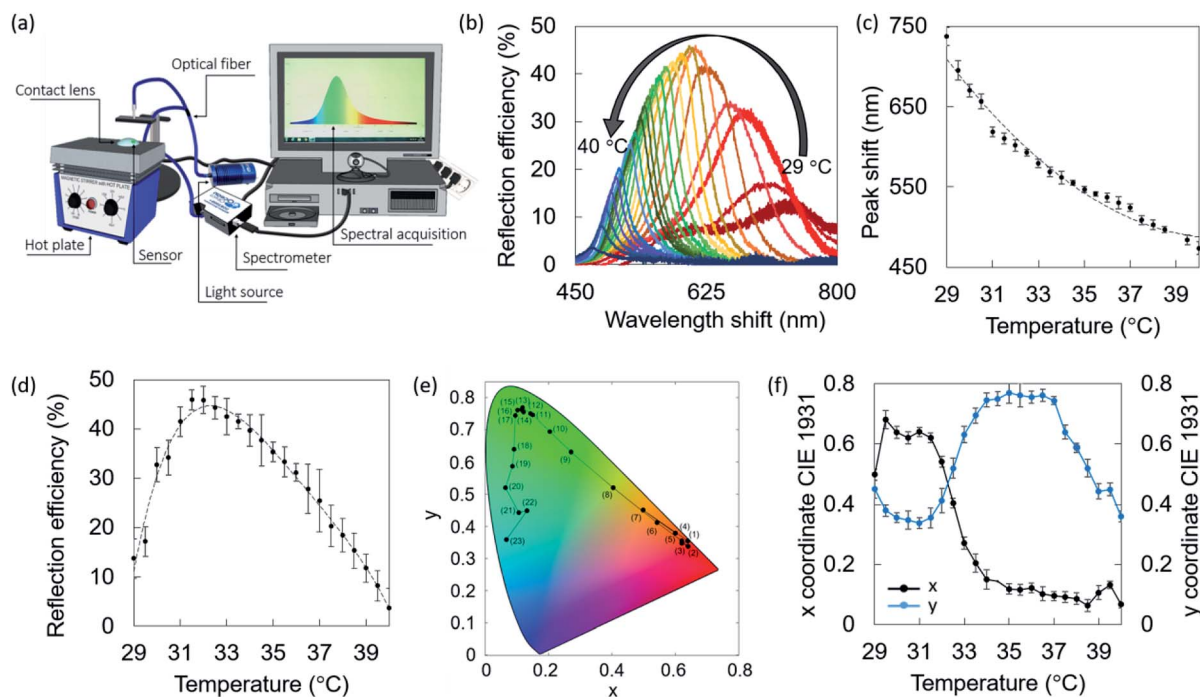 (a)
Optical fiber
Contact lens
MAGNETIC STIRRER with HOT PLATE
Hot plate
Sensor
Spectrometer
Spectral acquisition
Light source
(b)
Reflection efficiency (%)
50
40
30
20
10
0
40 °C
29 °C
450 625 800
Wavelength shift (nm)
(c)
Peak shift (nm)
750
650
550
450
29 31 33 35 37 39
Temperature (°C)
(d)
Reflection efficiency (%)
50
40
30
20
10
0
29 31 33 35 37 39
Temperature (°C)
(e)
y
0.8
0.7
0.6
0.5
0.4
0.3
0.2
0.1
0
(15) (13) (12)
(16) (11)
(17) (14)
(10)
(18)
(9)
(19)
(20) (8)
(22)
(21) (7)
(6) (4)
(23) (5) (1)
(3) (2)
0 0.2 0.4 0.6 0.8
x
(f)
x coordinate CIE 1931
0.8
0.6
0.4
0.2
0
x
y
0.8
0.6
0.4
0.2
0
y coordinate CIE 1931
29 31 33 35 37 39
Temperature (°C)